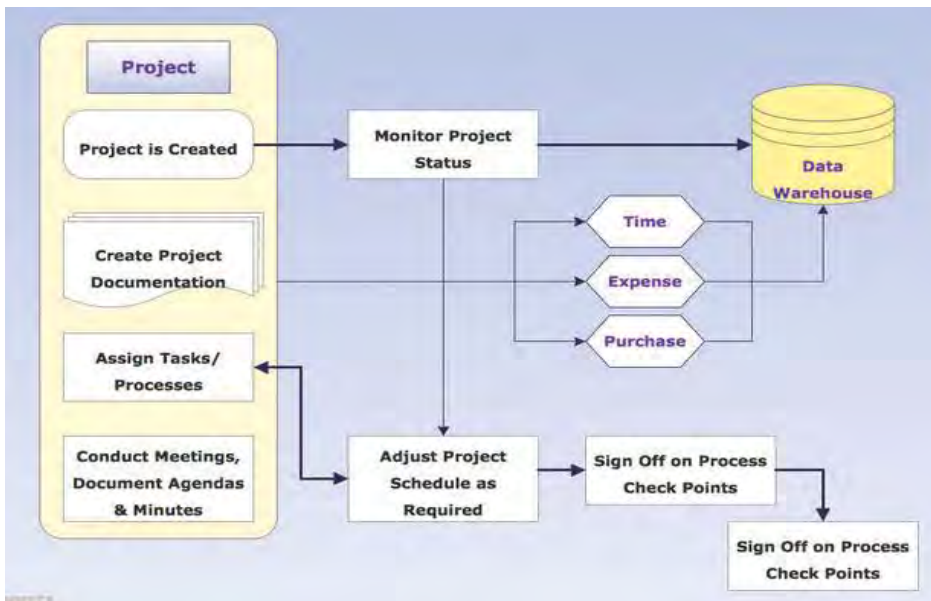 Project
Project is Created
Monitor Project
Status
Data
Warehouse
Create Project
Documentation
Time
Expense
Purchase
Assign Tasks/
Processes
Conduct Meetings,
Document Agendas
& Minutes
Adjust Project
Schedule as
Required
Sign Off on Process
Check Points
Sign Off on Process
Check Points